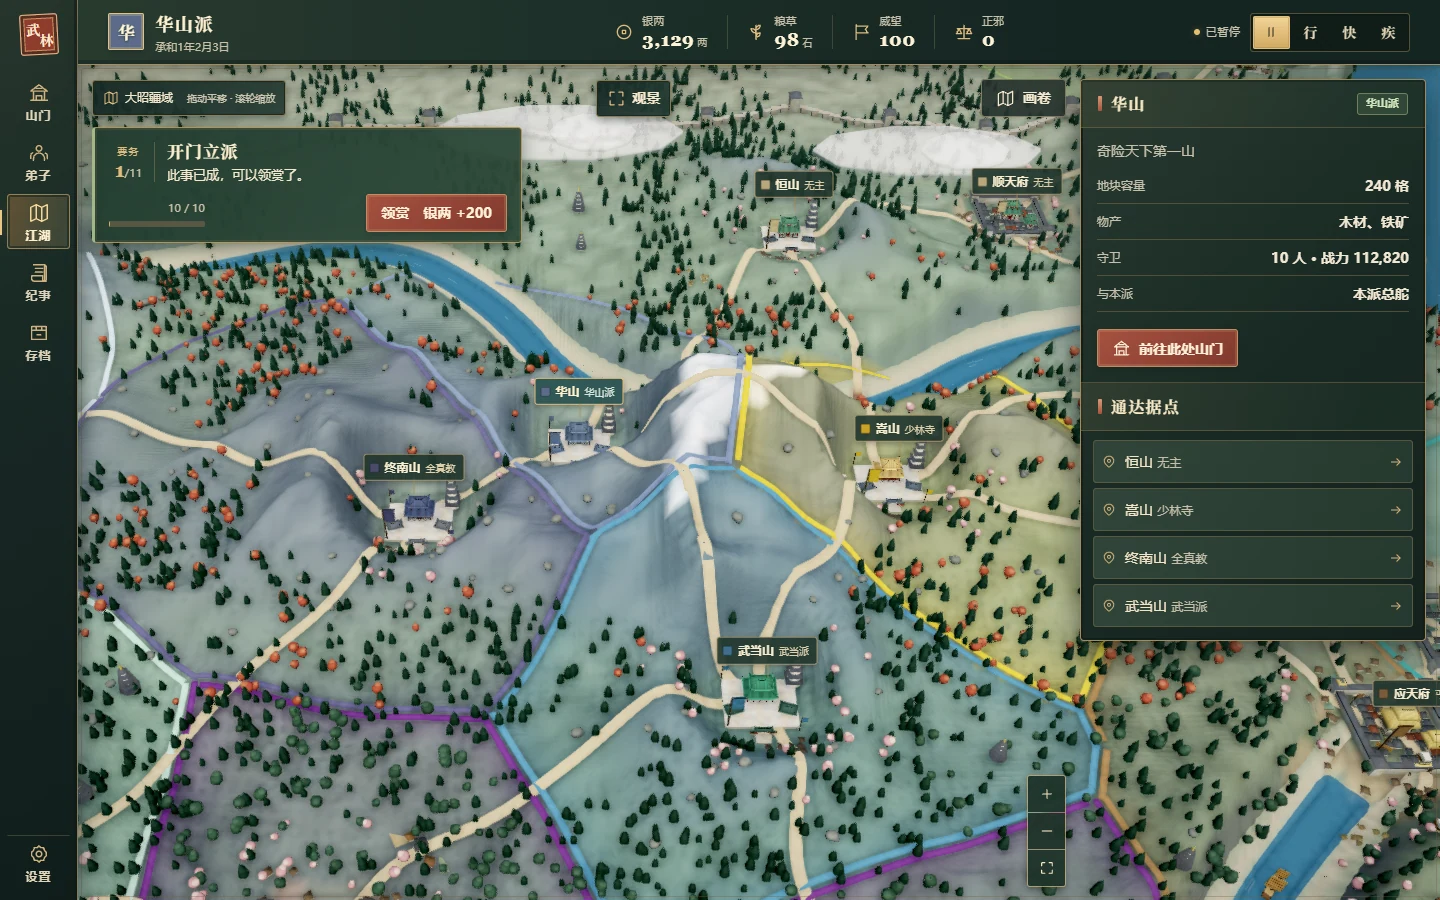 武林
山门
弟子
江湖
纪事
存档
设置
华
华山派
承和1年2月3日
银两
3,129 两
粮草
98 石
威望
100
正邪
0
已暂停
行
快
疾
大昭疆域 拖动平移·滚轮缩放
观景
画卷
要务
1/11
开门立派
此事已成，可以领赏了。
10 / 10
领赏 银两 +200
恒山 无主
顺天府 无主
华山 华山派
嵩山 少林寺
终南山 全真教
武当山 武当派
应天府
华山
华山派
奇险天下第一山
地块容量 240 格
物产 木材、铁矿
守卫 10 人 • 战力 112,820
与本派 本派总舵
前往此处山门
通达据点
恒山 无主 →
嵩山 少林寺 →
终南山 全真教 →
武当山 武当派 →
+
−